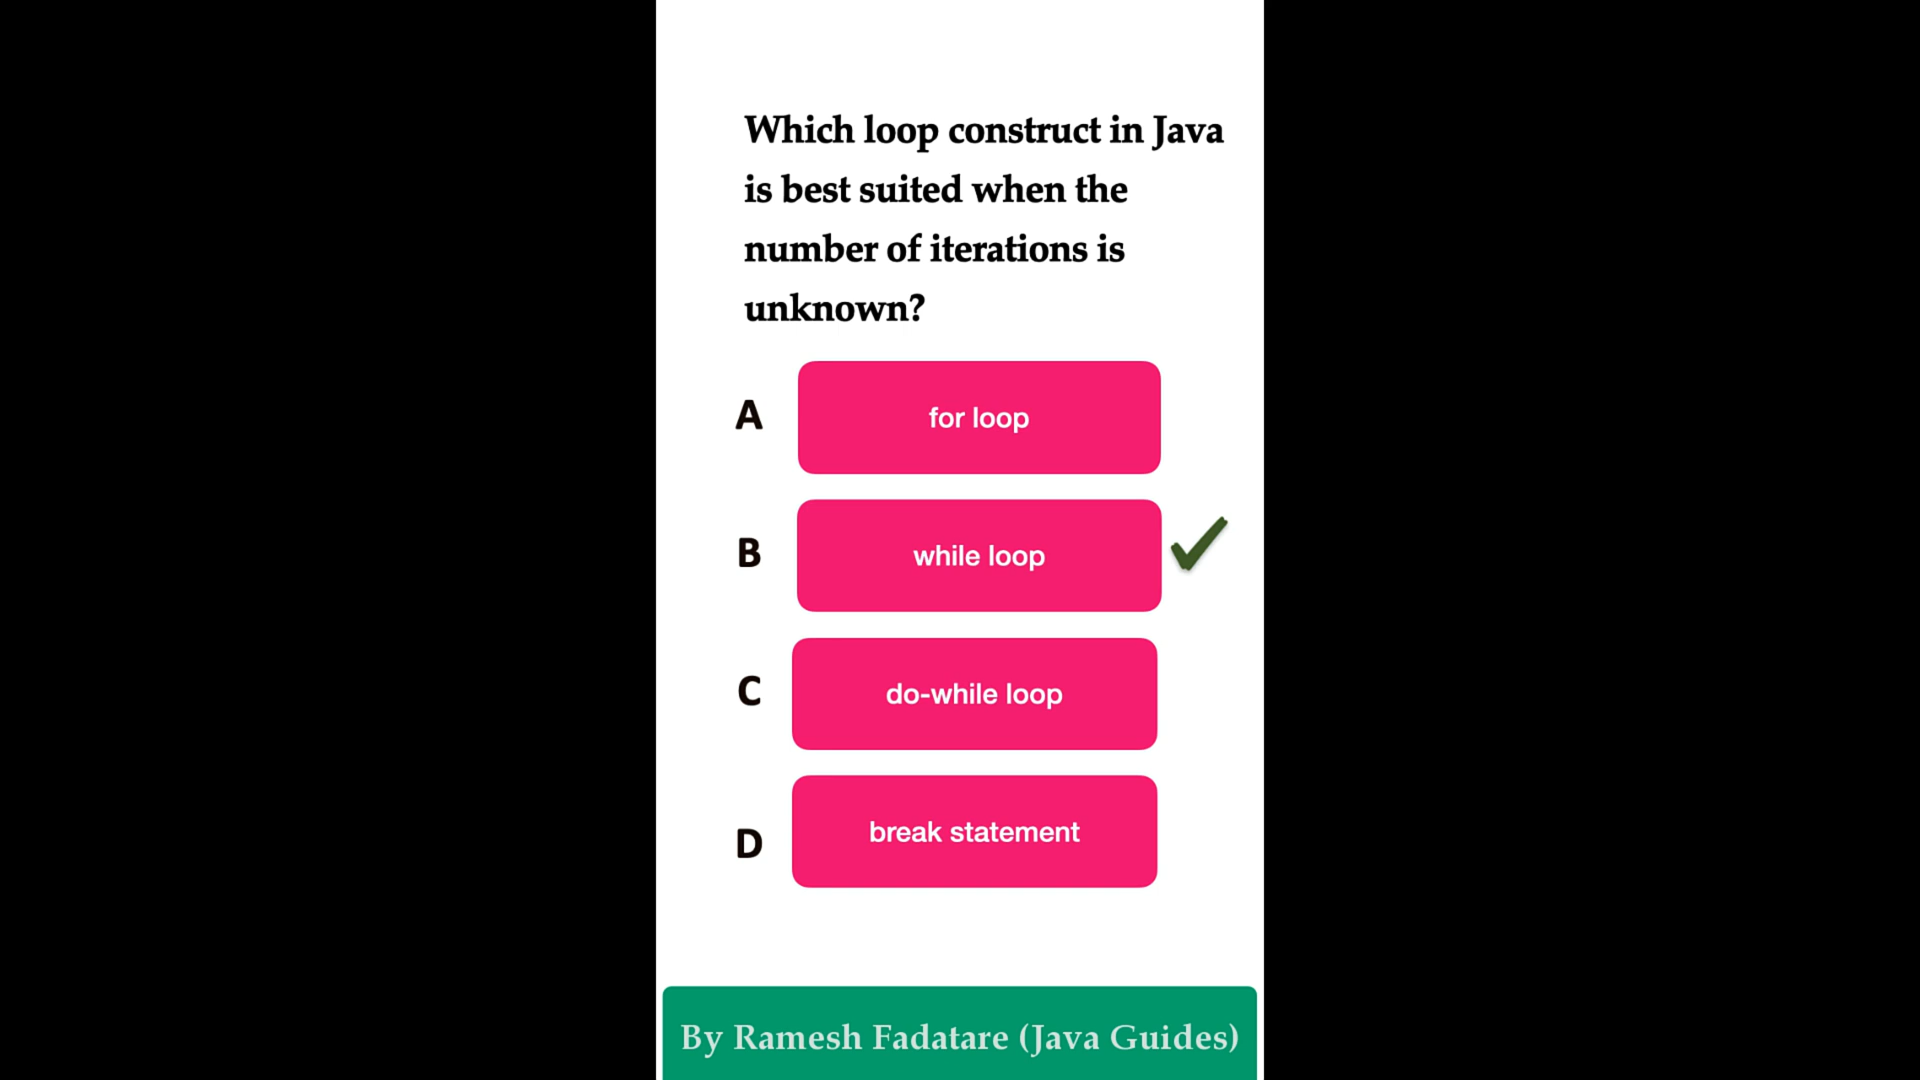 Which loop construct in Java
is best suited when the
number of iterations is
unknown?
A for loop
B while loop
C do-while loop
D break statement
By Ramesh Fadatare (Java Guides)